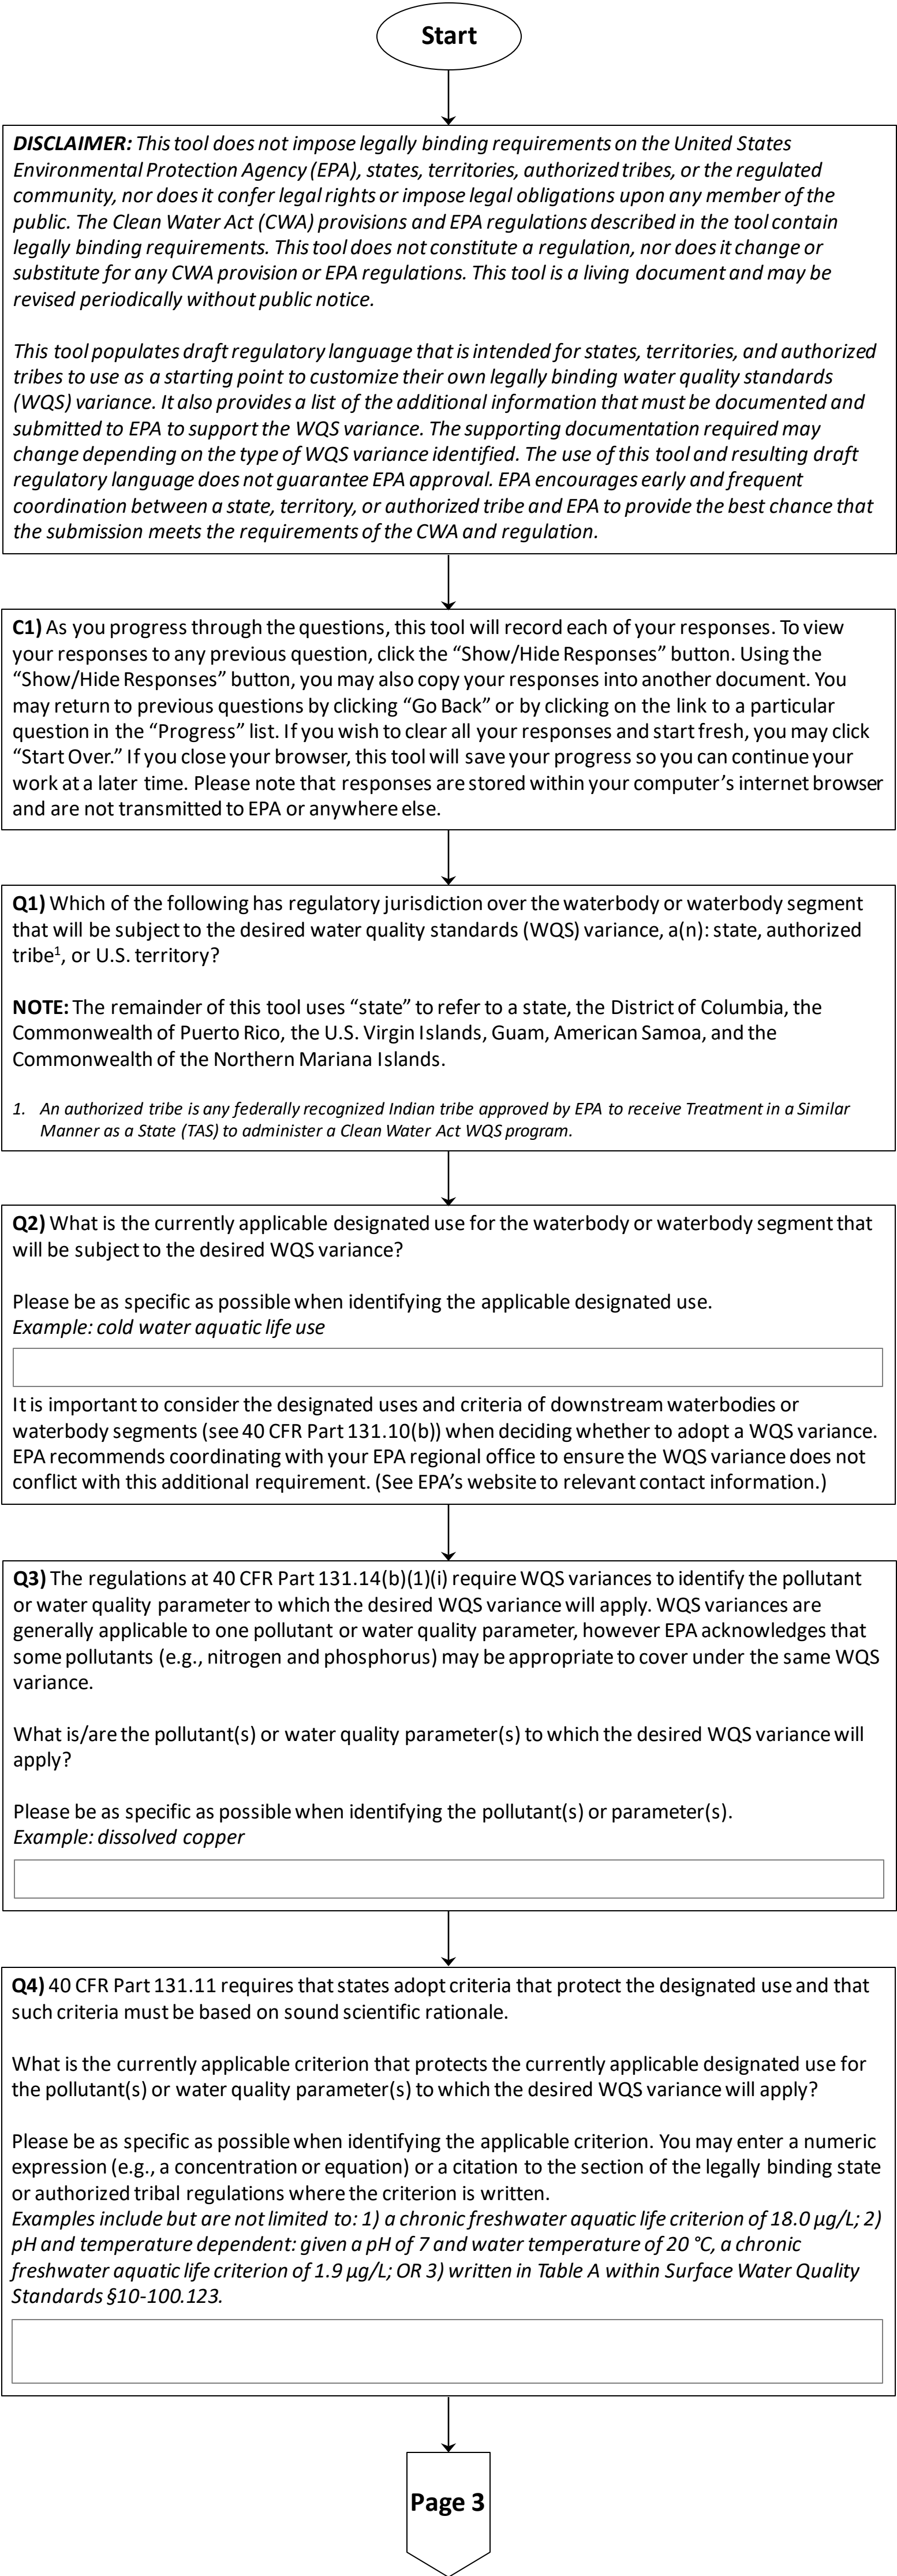 Start
DISCLAIMER: This tool does not impose legally binding requirements on the United States
Environmental Protection Agency (EPA), states, territories, authorized tribes, or the regulated
community, nor does it confer legal rights or impose legal obligations upon any member of the
public. The Clean Water Act (CWA) provisions and EPA regulations described in the tool contain
legally binding requirements. This tool does not constitute a regulation, nor does it change or
substitute for any CWA provision or EPA regulations. This tool is a living document and may be
revised periodically without public notice.
This tool populates draft regulatory language that is intended for states, territories, and authorized
tribes to use as a starting point to customize their own legally binding water quality standards
(WQS) variance. It also provides a list of the additional information that must be documented and
submitted to EPA to support the WQS variance. The supporting documentation required may
change depending on the type of WQS variance identified. The use of this tool and resulting draft
regulatory language does not guarantee EPA approval. EPA encourages early and frequent
coordination between a state, territory, or authorized tribe and EPA to provide the best chance that
the submission meets the requirements of the CWA and regulation.
C1) As you progress through the questions, this tool will record each of your responses. To view
your responses to any previous question, click the “Show/Hide Responses” button. Using the
“Show/Hide Responses” button, you may also copy your responses into another document. You
may return to previous questions by clicking “Go Back” or by clicking on the link to a particular
question in the “Progress” list. If you wish to clear all your responses and start fresh, you may click
“Start Over.” If you close your browser, this tool will save your progress so you can continue your
work at a later time. Please note that responses are stored within your computer’s internet browser
and are not transmitted to EPA or anywhere else.
Q1) Which of the following has regulatory jurisdiction over the waterbody or waterbody segment
that will be subject to the desired water quality standards (WQS) variance, a(n): state, authorized
tribe¹, or U.S. territory?
NOTE: The remainder of this tool uses “state” to refer to a state, the District of Columbia, the
Commonwealth of Puerto Rico, the U.S. Virgin Islands, Guam, American Samoa, and the
Commonwealth of the Northern Mariana Islands.
1. An authorized tribe is any federally recognized Indian tribe approved by EPA to receive Treatment in a Similar
Manner as a State (TAS) to administer a Clean Water Act WQS program.
Q2) What is the currently applicable designated use for the waterbody or waterbody segment that
will be subject to the desired WQS variance?
Please be as specific as possible when identifying the applicable designated use.
Example: cold water aquatic life use
It is important to consider the designated uses and criteria of downstream waterbodies or
waterbody segments (see 40 CFR Part 131.10(b)) when deciding whether to adopt a WQS variance.
EPA recommends coordinating with your EPA regional office to ensure the WQS variance does not
conflict with this additional requirement. (See EPA’s website to relevant contact information.)
Q3) The regulations at 40 CFR Part 131.14(b)(1)(i) require WQS variances to identify the pollutant
or water quality parameter to which the desired WQS variance will apply. WQS variances are
generally applicable to one pollutant or water quality parameter, however EPA acknowledges that
some pollutants (e.g., nitrogen and phosphorus) may be appropriate to cover under the same WQS
variance.
What is/are the pollutant(s) or water quality parameter(s) to which the desired WQS variance will
apply?
Please be as specific as possible when identifying the pollutant(s) or parameter(s).
Example: dissolved copper
Q4) 40 CFR Part 131.11 requires that states adopt criteria that protect the designated use and that
such criteria must be based on sound scientific rationale.
What is the currently applicable criterion that protects the currently applicable designated use for
the pollutant(s) or water quality parameter(s) to which the desired WQS variance will apply?
Please be as specific as possible when identifying the applicable criterion. You may enter a numeric
expression (e.g., a concentration or equation) or a citation to the section of the legally binding state
or authorized tribal regulations where the criterion is written.
Examples include but are not limited to: 1) a chronic freshwater aquatic life criterion of 18.0 µg/L; 2)
pH and temperature dependent: given a pH of 7 and water temperature of 20 °C, a chronic
freshwater aquatic life criterion of 1.9 µg/L; OR 3) written in Table A within Surface Water Quality
Standards §10-100.123.
Page 3